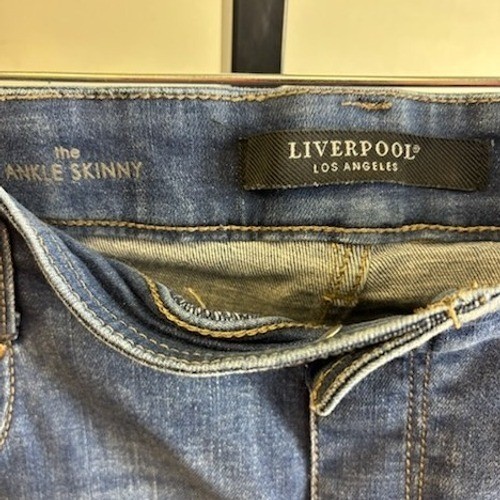 the
ANKLE SKINNY
LIVERPOOL®
LOS ANGELES